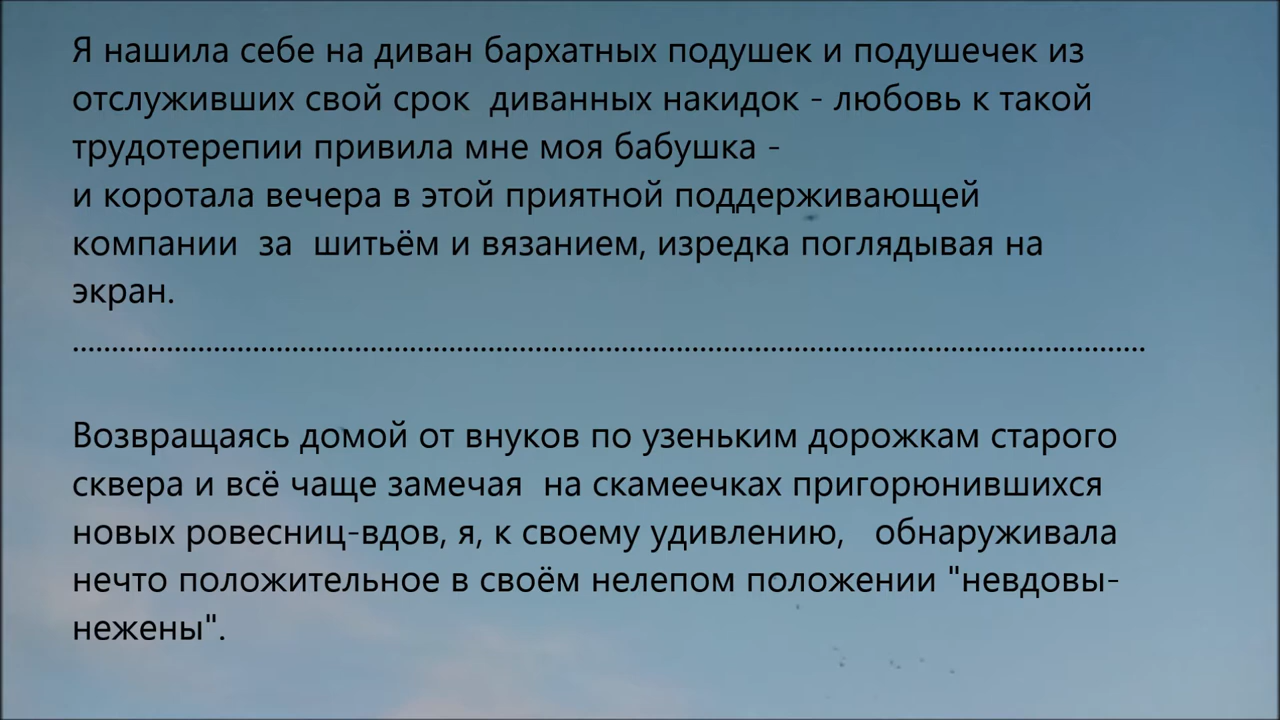 Я нашила себе на диван бархатных подушек и подушечек из
отслуживших свой срок  диванных накидок - любовь к такой
трудотерепии привила мне моя бабушка -
и коротала вечера в этой приятной поддерживающей
компании  за  шитьём и вязанием, изредка поглядывая на
экран.
................................................................................................................................................
Возвращаясь домой от внуков по узеньким дорожкам старого
сквера и всё чаще замечая  на скамеечках пригорюнившихся
новых ровесниц-вдов, я, к своему удивлению,   обнаруживала
нечто положительное в своём нелепом положении "невдовы-
нежены".